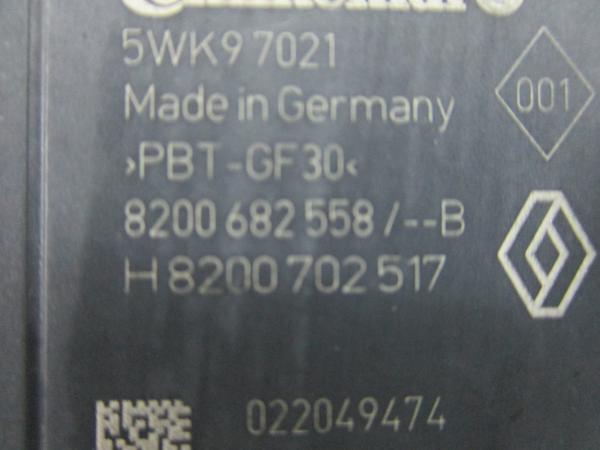 5WK9 7021
001
Made in Germany
›PBT-GF30‹
8200 682 558 /--B
H 8200 702 517
022049474